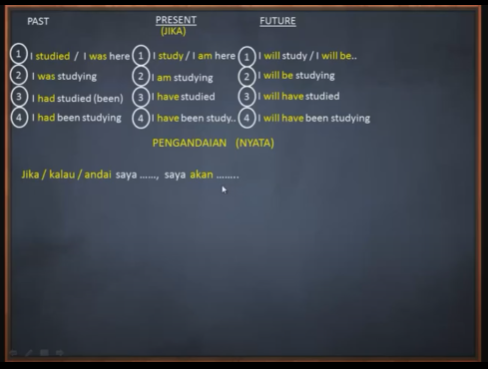 PAST PRESENT FUTURE
(JIKA)
1 I studied / I was here 1 I study / I am here 1 I will study / I will be..
2 I was studying 2 I am studying 2 I will be studying
3 I had studied (been) 3 I have studied 3 I will have studied
4 I had been studying 4 I have been study.. 4 I will have been studying
PENGANDAIAN (NYATA)
Jika / kalau / andai saya ......, saya akan ........